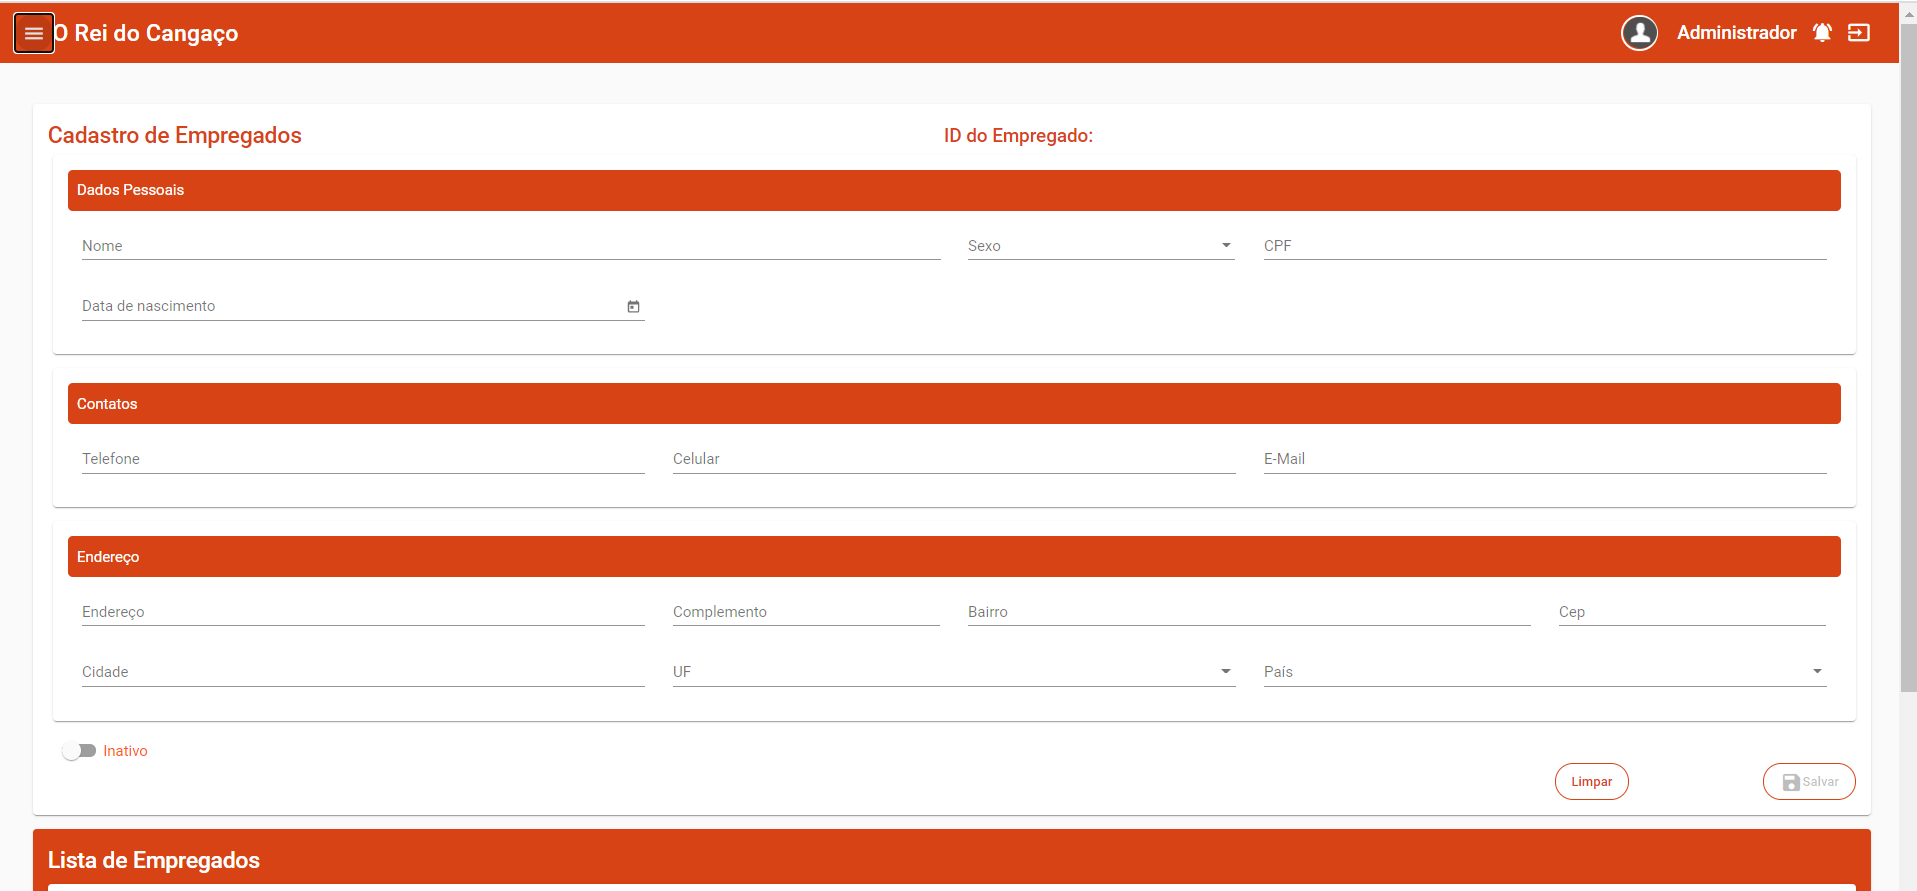 O Rei do Cangaço
Administrador
Cadastro de Empregados
ID do Empregado:
Dados Pessoais
Nome
Sexo
CPF
Data de nascimento
Contatos
Telefone
Celular
E-Mail
Endereço
Endereço
Complemento
Bairro
Cep
Cidade
UF
País
Inativo
Limpar
Salvar
Lista de Empregados